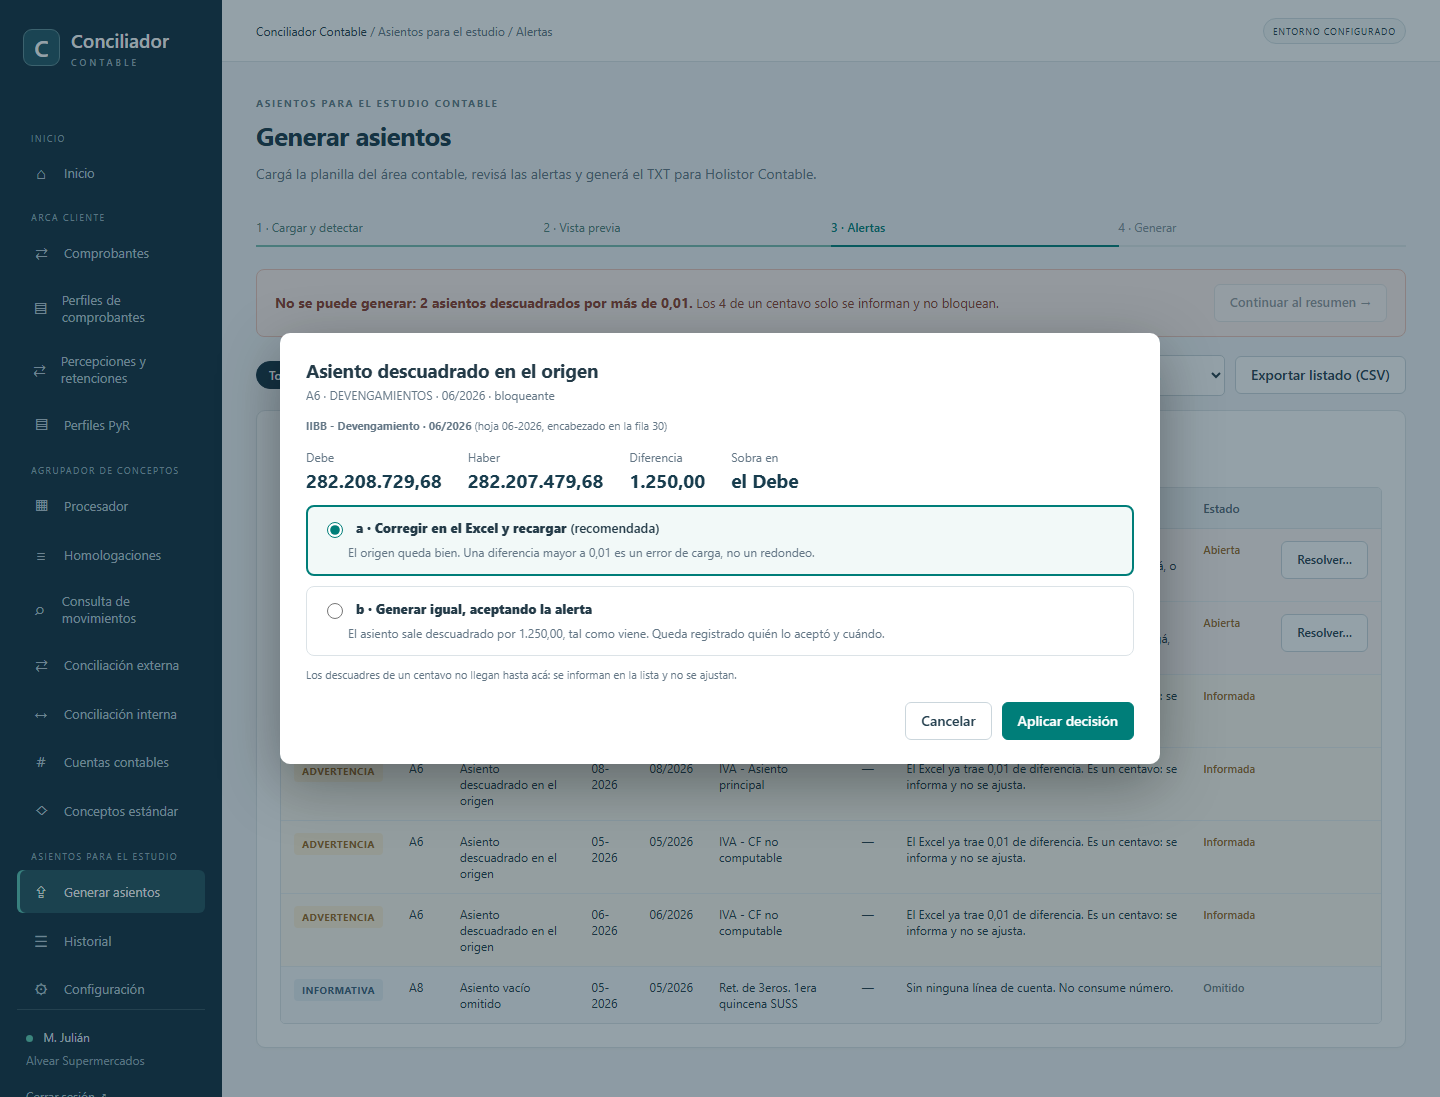 C
Conciliador
CONTABLE
INICIO
Inicio
ARCA CLIENTE
Comprobantes
Perfiles de
comprobantes
Percepciones y
retenciones
Perfiles PyR
AGRUPADOR DE CONCEPTOS
Procesador
Homologaciones
Consulta de
movimientos
Conciliación externa
Conciliación interna
# Cuentas contables
Conceptos estándar
ASIENTOS PARA EL ESTUDIO
Generar asientos
Historial
Configuración
M. Julián
Alvear Supermercados
Cerrar sesión
Conciliador Contable / Asientos para el estudio / Alertas
ENTORNO CONFIGURADO
ASIENTOS PARA EL ESTUDIO CONTABLE
Generar asientos
Cargá la planilla del área contable, revisá las alertas y generá el TXT para Holistor Contable.
1 · Cargar y detectar
2 · Vista previa
3 · Alertas
4 · Generar
No se puede generar: 2 asientos descuadrados por más de 0,01. Los 4 de un centavo solo se informan y no bloquean.
Continuar al resumen →
To
Exportar listado (CSV)
Asiento descuadrado en el origen
A6 · DEVENGAMIENTOS · 06/2026 · bloqueante
IIBB - Devengamiento · 06/2026 (hoja 06-2026, encabezado en la fila 30)
Debe
282.208.729,68
Haber
282.207.479,68
Diferencia
1.250,00
Sobra en
el Debe
a · Corregir en el Excel y recargar (recomendada)
El origen queda bien. Una diferencia mayor a 0,01 es un error de carga, no un redondeo.
b · Generar igual, aceptando la alerta
El asiento sale descuadrado por 1.250,00, tal como viene. Queda registrado quién lo aceptó y cuándo.
Los descuadres de un centavo no llegan hasta acá: se informan en la lista y no se ajustan.
Cancelar
Aplicar decisión
Estado
o
Abierta
Resolver...
Abierta
Resolver...
: se
Informada
ADVERTENCIA A6 Asiento descuadrado en el origen 08-2026 08/2026 IVA - Asiento principal — El Excel ya trae 0,01 de diferencia. Es un centavo: se informa y no se ajusta. Informada
ADVERTENCIA A6 Asiento descuadrado en el origen 05-2026 05/2026 IVA - CF no computable — El Excel ya trae 0,01 de diferencia. Es un centavo: se informa y no se ajusta. Informada
ADVERTENCIA A6 Asiento descuadrado en el origen 06-2026 06/2026 IVA - CF no computable — El Excel ya trae 0,01 de diferencia. Es un centavo: se informa y no se ajusta. Informada
INFORMATIVA A8 Asiento vacío omitido 05-2026 05/2026 Ret. de 3eros. 1era quincena SUSS — Sin ninguna línea de cuenta. No consume número. Omitido